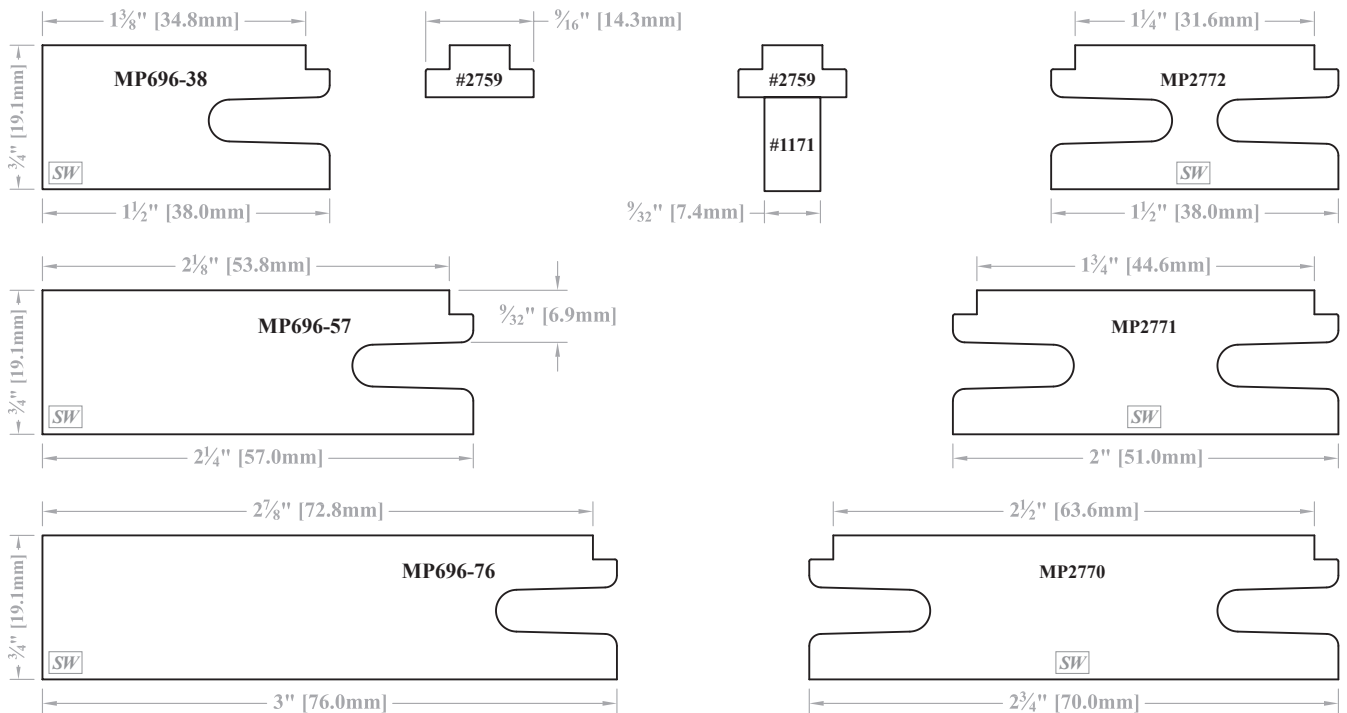 1⅜" [34.8mm]
⁹⁄₁₆" [14.3mm]
1¼" [31.6mm]
¾" [19.1mm]
MP696-38
#2759
#2759
MP2772
#1171
SW
SW
1½" [38.0mm]
⁹⁄₃₂" [7.4mm]
1½" [38.0mm]
2⅛" [53.8mm]
1¾" [44.6mm]
¾" [19.1mm]
MP696-57
⁹⁄₃₂" [6.9mm]
MP2771
SW
SW
2¼" [57.0mm]
2" [51.0mm]
2⅞" [72.8mm]
2½" [63.6mm]
¾" [19.1mm]
MP696-76
MP2770
SW
SW
3" [76.0mm]
2¾" [70.0mm]